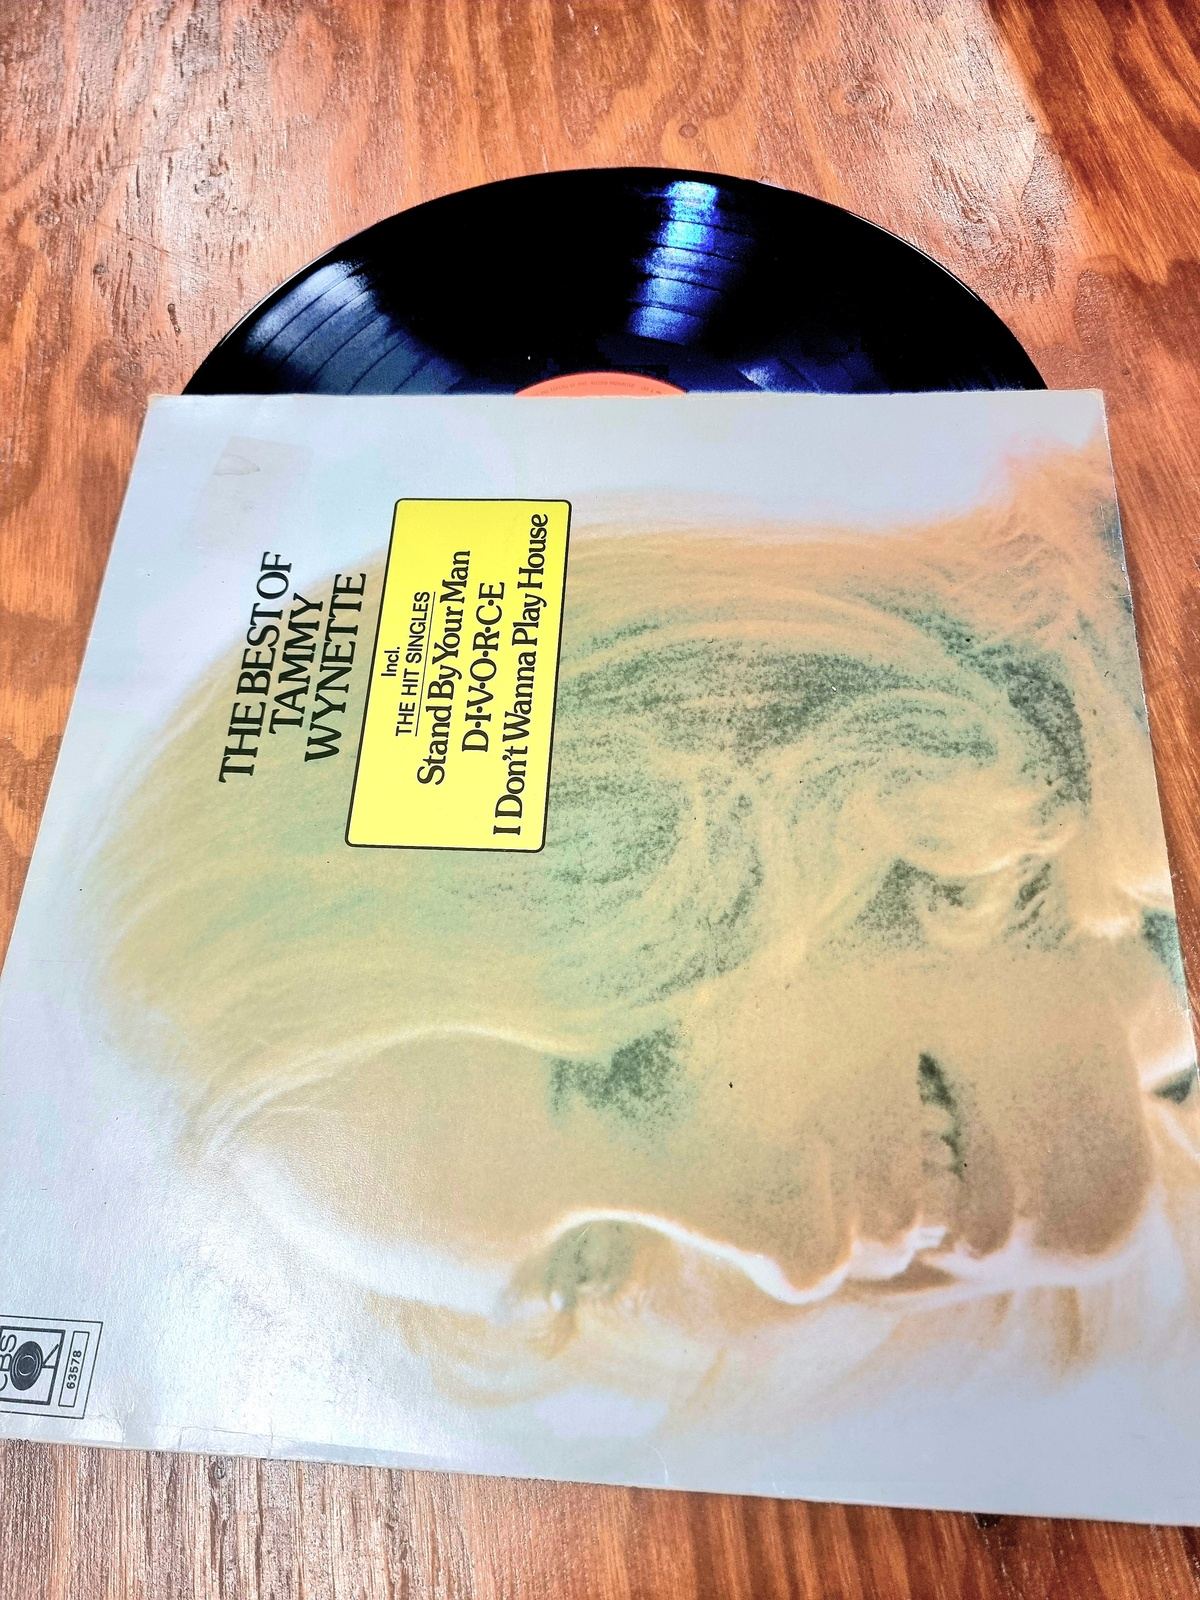 THE BEST OF
TAMMY
WYNETTE
Incl.
THE HIT SINGLES
Stand By Your Man
D·I·V·O·R·C·E
I Don't Wanna Play House
CBS
63578